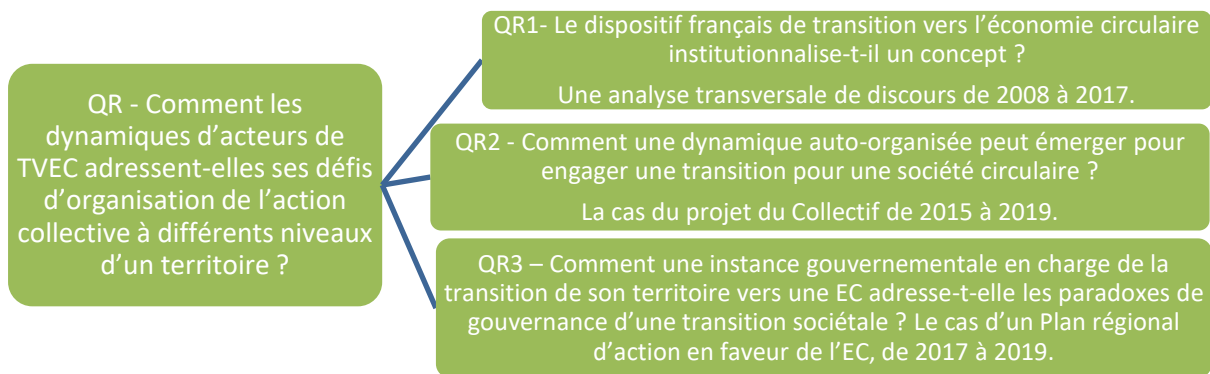 QR - Comment les
dynamiques d’acteurs de
TVEC adressent-elles ses défis
d’organisation de l’action
collective à différents niveaux
d’un territoire ?
QR1- Le dispositif français de transition vers l’économie circulaire
institutionnalise-t-il un concept ?
Une analyse transversale de discours de 2008 à 2017.
QR2 - Comment une dynamique auto-organisée peut émerger pour
engager une transition pour une société circulaire ?
La cas du projet du Collectif de 2015 à 2019.
QR3 – Comment une instance gouvernementale en charge de la
transition de son territoire vers une EC adresse-t-elle les paradoxes de
gouvernance d’une transition sociétale ? Le cas d’un Plan régional
d’action en faveur de l’EC, de 2017 à 2019.